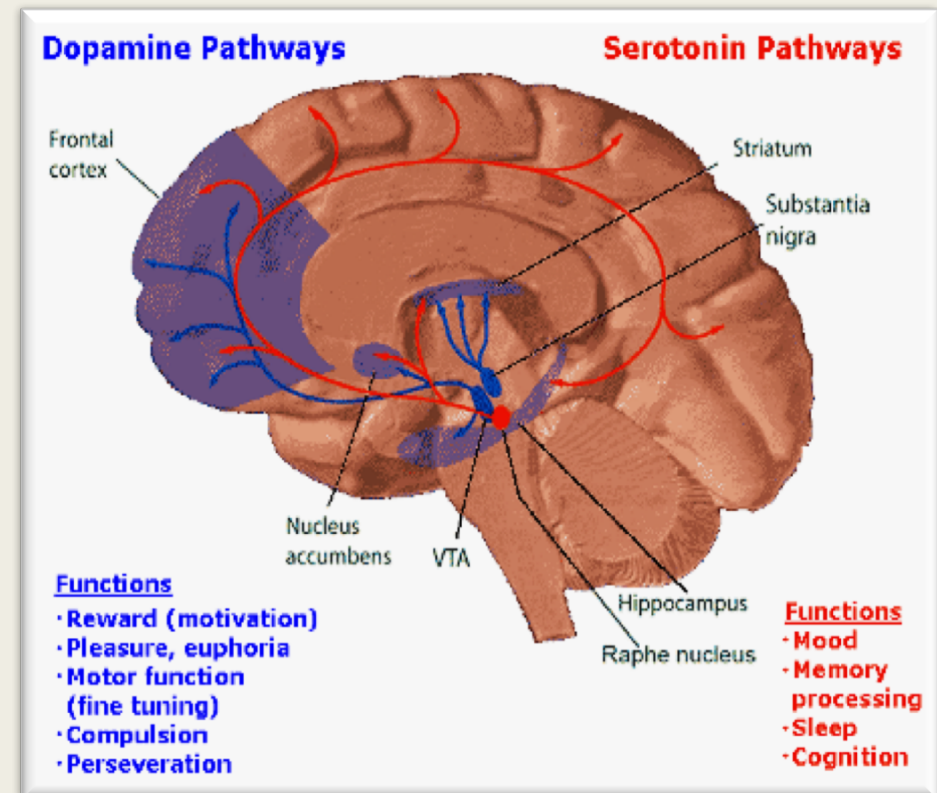 Dopamine Pathways
Serotonin Pathways
Frontal
cortex
Striatum
Substantia
nigra
Nucleus
accumbens
VTA
Hippocampus
Raphe nucleus
Functions
·Reward (motivation)
·Pleasure, euphoria
·Motor function
(fine tuning)
·Compulsion
·Perseveration
Functions
·Mood
·Memory
processing
·Sleep
·Cognition